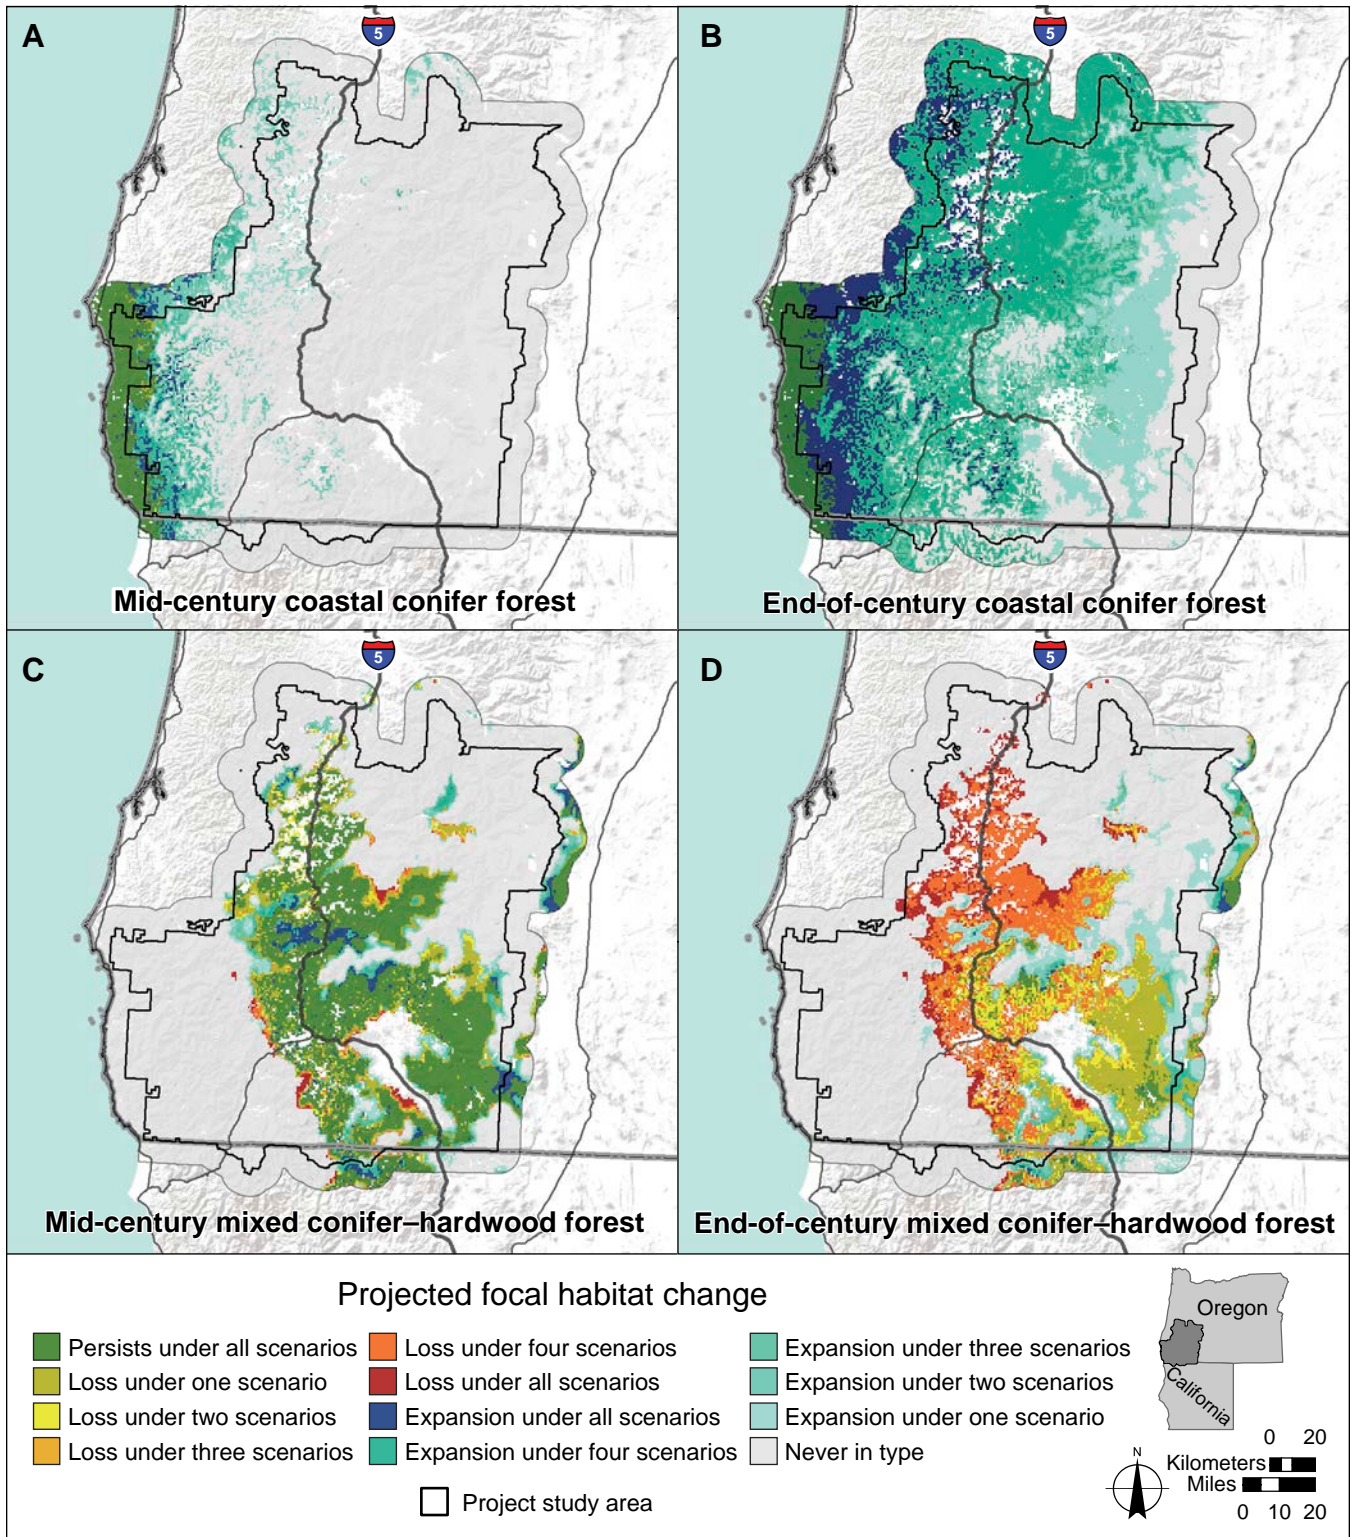 A
5
B
5
Mid-century coastal conifer forest
End-of-century coastal conifer forest
C
5
D
5
Mid-century mixed conifer–hardwood forest
End-of-century mixed conifer–hardwood forest
Projected focal habitat change
Persists under all scenarios
Loss under one scenario
Loss under two scenarios
Loss under three scenarios
Loss under four scenarios
Loss under all scenarios
Expansion under all scenarios
Expansion under four scenarios
Expansion under three scenarios
Expansion under two scenarios
Expansion under one scenario
Never in type
Project study area
Oregon
California
N
0 20
Kilometers
Miles
0 10 20